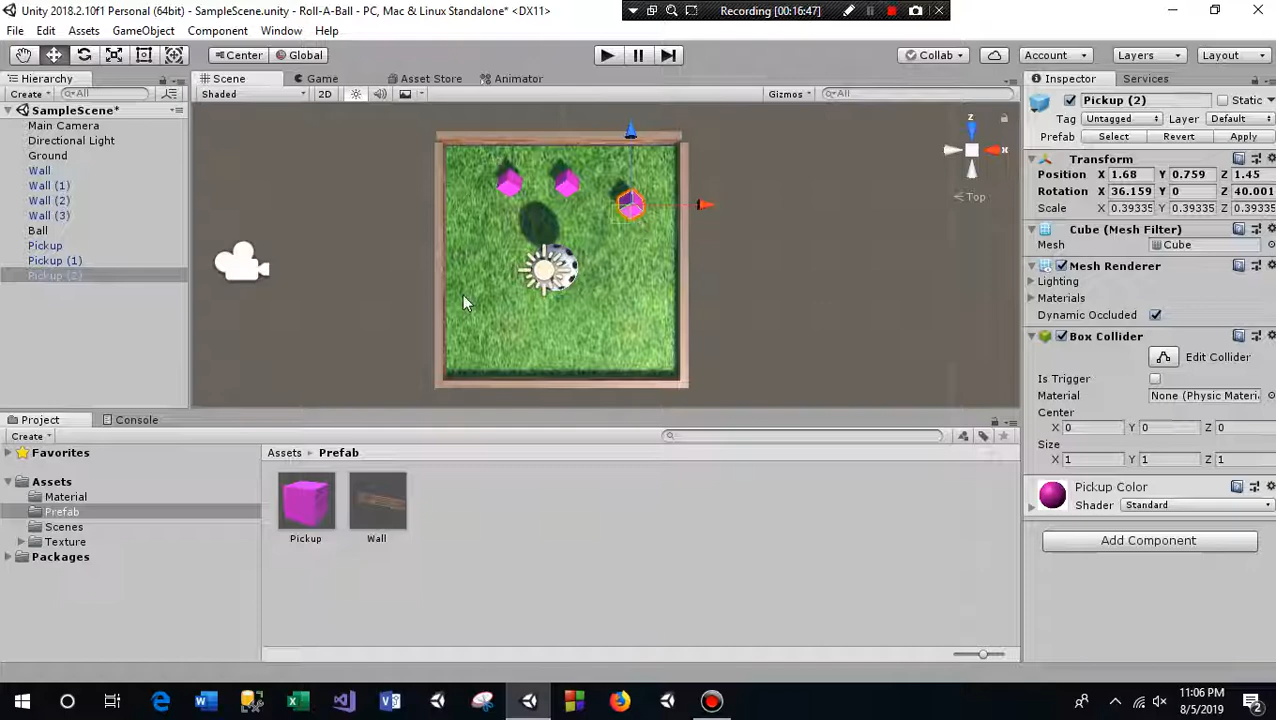 Unity 2018.2.10f1 Personal (64bit) - SampleScene.unity - Roll-A-Ball - PC, Mac & Linux Standalone* <DX11>
Recording [00:16:47]
File Edit Assets GameObject Component Window Help
Center Global Collab Account Layers Layout
Hierarchy Scene Game Asset Store Animator Inspector Services
Create All Shaded 2D Gizmos All
Pickup (2) Static
SampleScene*
Tag Untagged Layer Default
Main Camera
Prefab Select Revert Apply
Directional Light
Ground
Transform
Wall
Position X 1.68 Y 0.759 Z 1.45
Wall (1)
Rotation X 36.159 Y 0 Z 40.001
Wall (2)
Scale X 0.39335 Y 0.39335 Z 0.39335
Wall (3)
Ball
Cube (Mesh Filter)
Pickup
Mesh Cube
Pickup (1)
Mesh Renderer
Pickup (2)
Lighting
Materials
Dynamic Occluded
z
x
Top
Box Collider
Edit Collider
Is Trigger
Material None (Physic Materi
Center
X 0 Y 0 Z 0
Size
X 1 Y 1 Z 1
Pickup Color
Shader Standard
Add Component
Project Console
Create
Favorites
Assets
Material
Prefab
Scenes
Texture
Packages
Assets Prefab
Pickup Wall
11:06 PM
8/5/2019
2